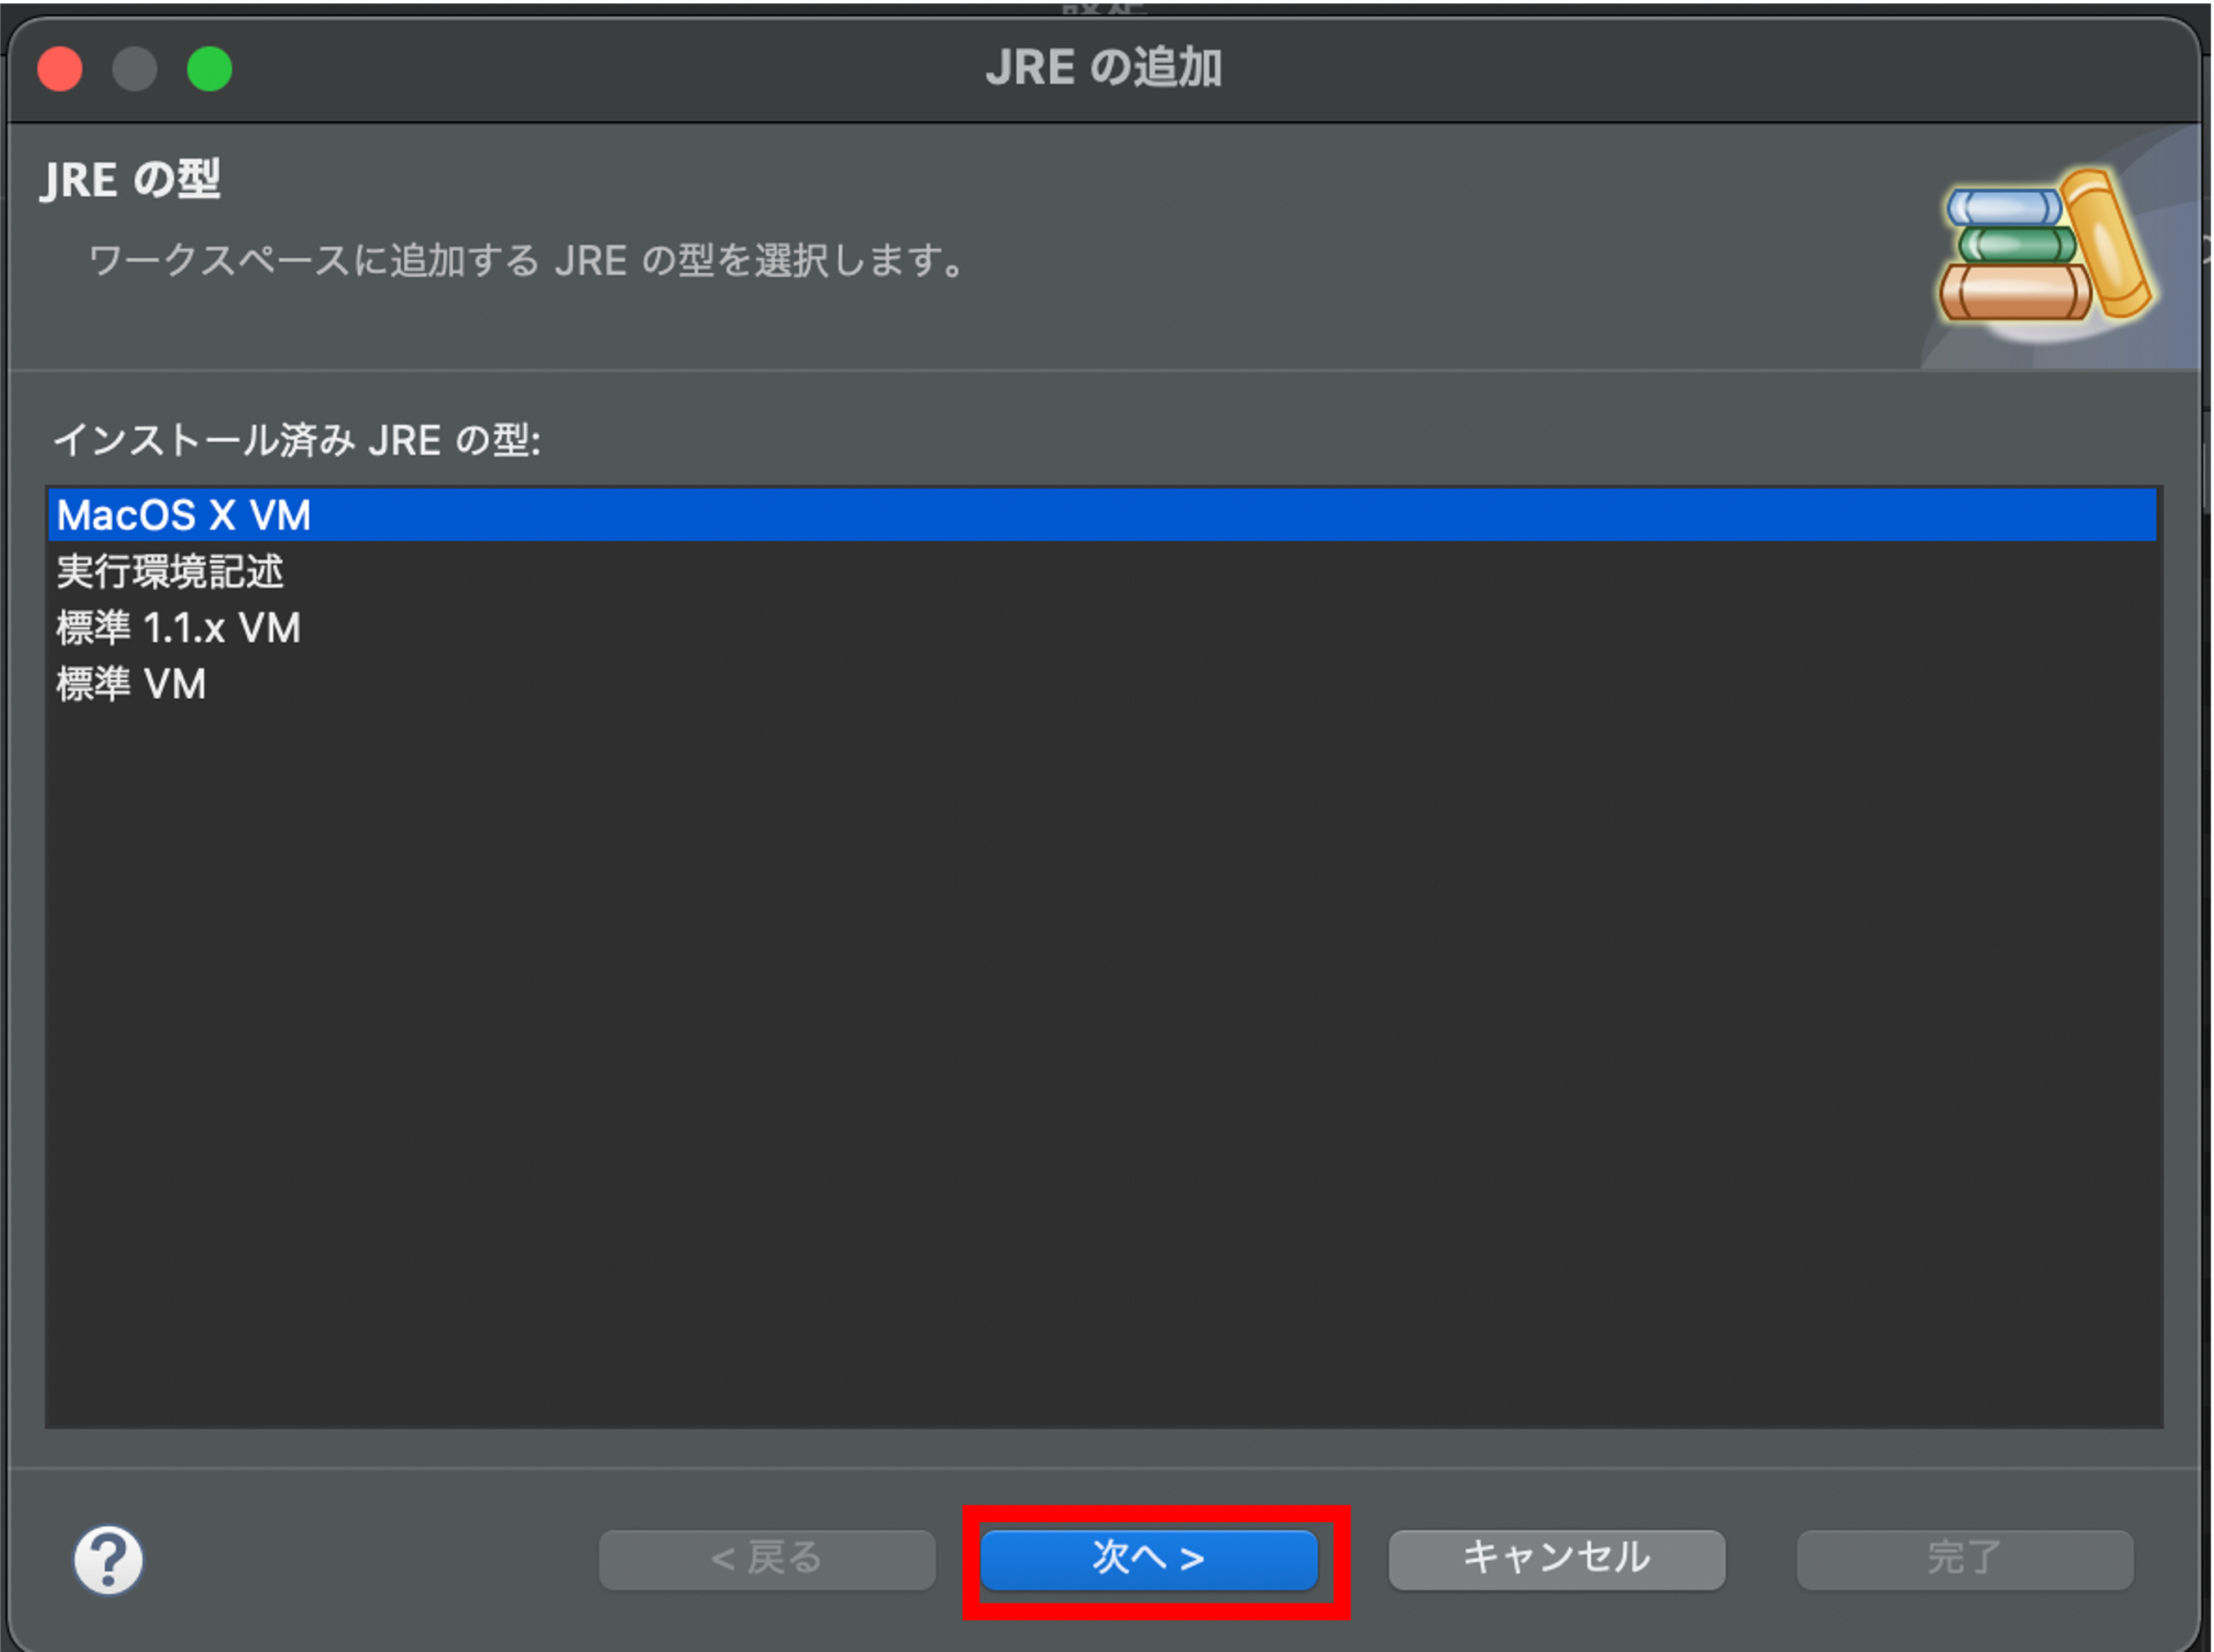 JRE の追加
JRE の型
ワークスペースに追加する JRE の型を選択します。
インストール済み JRE の型:
MacOS X VM
実行環境記述
標準 1.1.x VM
標準 VM
?
< 戻る
次へ >
キャンセル
完了